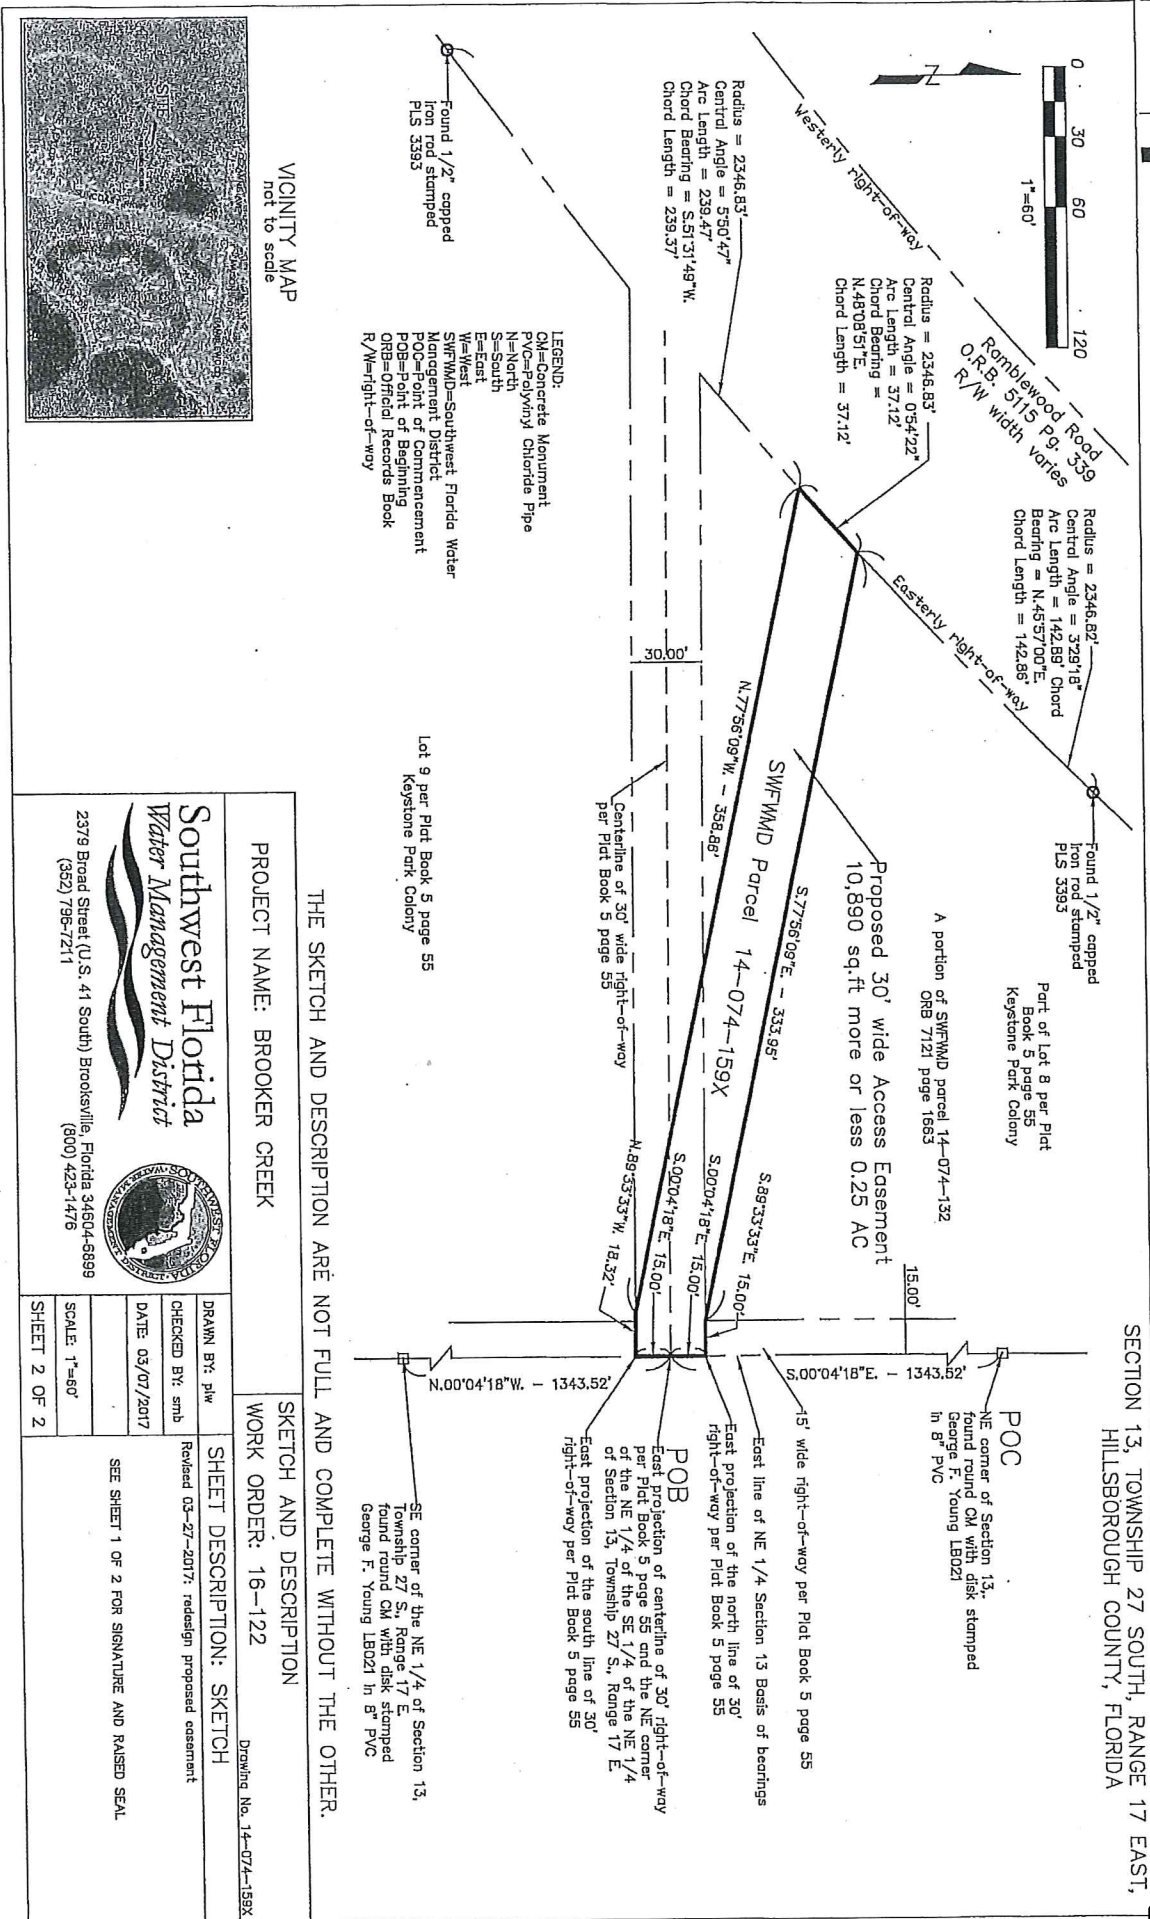 SECTION 13, TOWNSHIP 27 SOUTH, RANGE 17 EAST,
HILLSBOROUGH COUNTY, FLORIDA
0 30 60 120
1"=60'
N
Westerly right-of-way
Ramblewood Road
O.R.B. 5115 Pg. 339
R/W width varies
Radius = 2346.82'
Central Angle = 3°29'18"
Arc Length = 142.89' Chord
Bearing = N.45°57'00"E.
Chord Length = 142.86'
Found 1/2" capped
iron rod stamped
PLS 3393
Easterly right-of-way
Radius = 2346.83'
Central Angle = 0°54'22"
Arc Length = 37.12'
Chord Bearing =
N.48°08'51"E.
Chord Length = 37.12'
Radius = 2346.83'
Central Angle = 5°50'47"
Arc Length = 239.47'
Chord Bearing = S.51°31'49"W.
Chord Length = 239.37'
Found 1/2" capped
iron rod stamped
PLS 3393
Part of Lot 8 per Plat
Book 5 page 55
Keystone Park Colony
A portion of SWFWMD parcel 14-074-132
ORB 7121 page 1663
Proposed 30' wide Access Easement
10,890 sq.ft more or less 0.25 AC
SWFWMD Parcel 14-074-159X
S.77°56'09"E. - 333.95'
N.77°56'09"W. - 358.86'
30.00'
Centerline of 30' wide right-of-way
per Plat Book 5 page 55
S.89°33'33"E. 15.00'
S.00°04'18"E. 15.00'
S.00°04'18"E. 15.00'
N.89°33'33"W. 18.32'
15.00'
S.00°04'18"E. - 1343.52'
N.00°04'18"W. - 1343.52'
POC
NE corner of Section 13,
found round CM with disk stamped
George F. Young LB021
in 8" PVC
15' wide right-of-way per Plat Book 5 page 55
East line of NE 1/4 Section 13 Basis of bearings
East projection of the north line of 30'
right-of-way per Plat Book 5 page 55
POB
East projection of centerline of 30' right-of-way
per Plat Book 5 page 55 and the NE corner
of the NE 1/4 of the SE 1/4 of the NE 1/4
of Section 13, Township 27 S., Range 17 E.
East projection of the south line of 30'
right-of-way per Plat Book 5 page 55
SE corner of the NE 1/4 of Section 13,
Township 27 S., Range 17 E.
found round CM with disk stamped
George F. Young LB021 in 8" PVC
Lot 9 per Plat Book 5 page 55
Keystone Park Colony
LEGEND:
CM=Concrete Monument
PVC=Polyvinyl Chloride Pipe
N=North
S=South
E=East
W=West
SWFWMD=Southwest Florida Water
Management District
POC=Point of Commencement
POB=Point of Beginning
ORB=Official Records Book
R/W=right-of-way
VICINITY MAP
not to scale
SITE
THE SKETCH AND DESCRIPTION ARE NOT FULL AND COMPLETE WITHOUT THE OTHER.
PROJECT NAME: BROOKER CREEK
SKETCH AND DESCRIPTION
WORK ORDER: 16-122
Drawing No. 14-074-159X
Southwest Florida
Water Management District
2379 Broad Street (U.S. 41 South) Brooksville, Florida 34604-6899
(352) 796-7211
(800) 423-1476
SOUTHWEST FLORIDA
WATER MANAGEMENT DISTRICT
DRAWN BY: plw
CHECKED BY: smb
DATE: 03/07/2017
SCALE: 1"=60'
SHEET 2 OF 2
SHEET DESCRIPTION: SKETCH
Revised 03-27-2017: redesign proposed easement
SEE SHEET 1 OF 2 FOR SIGNATURE AND RAISED SEAL